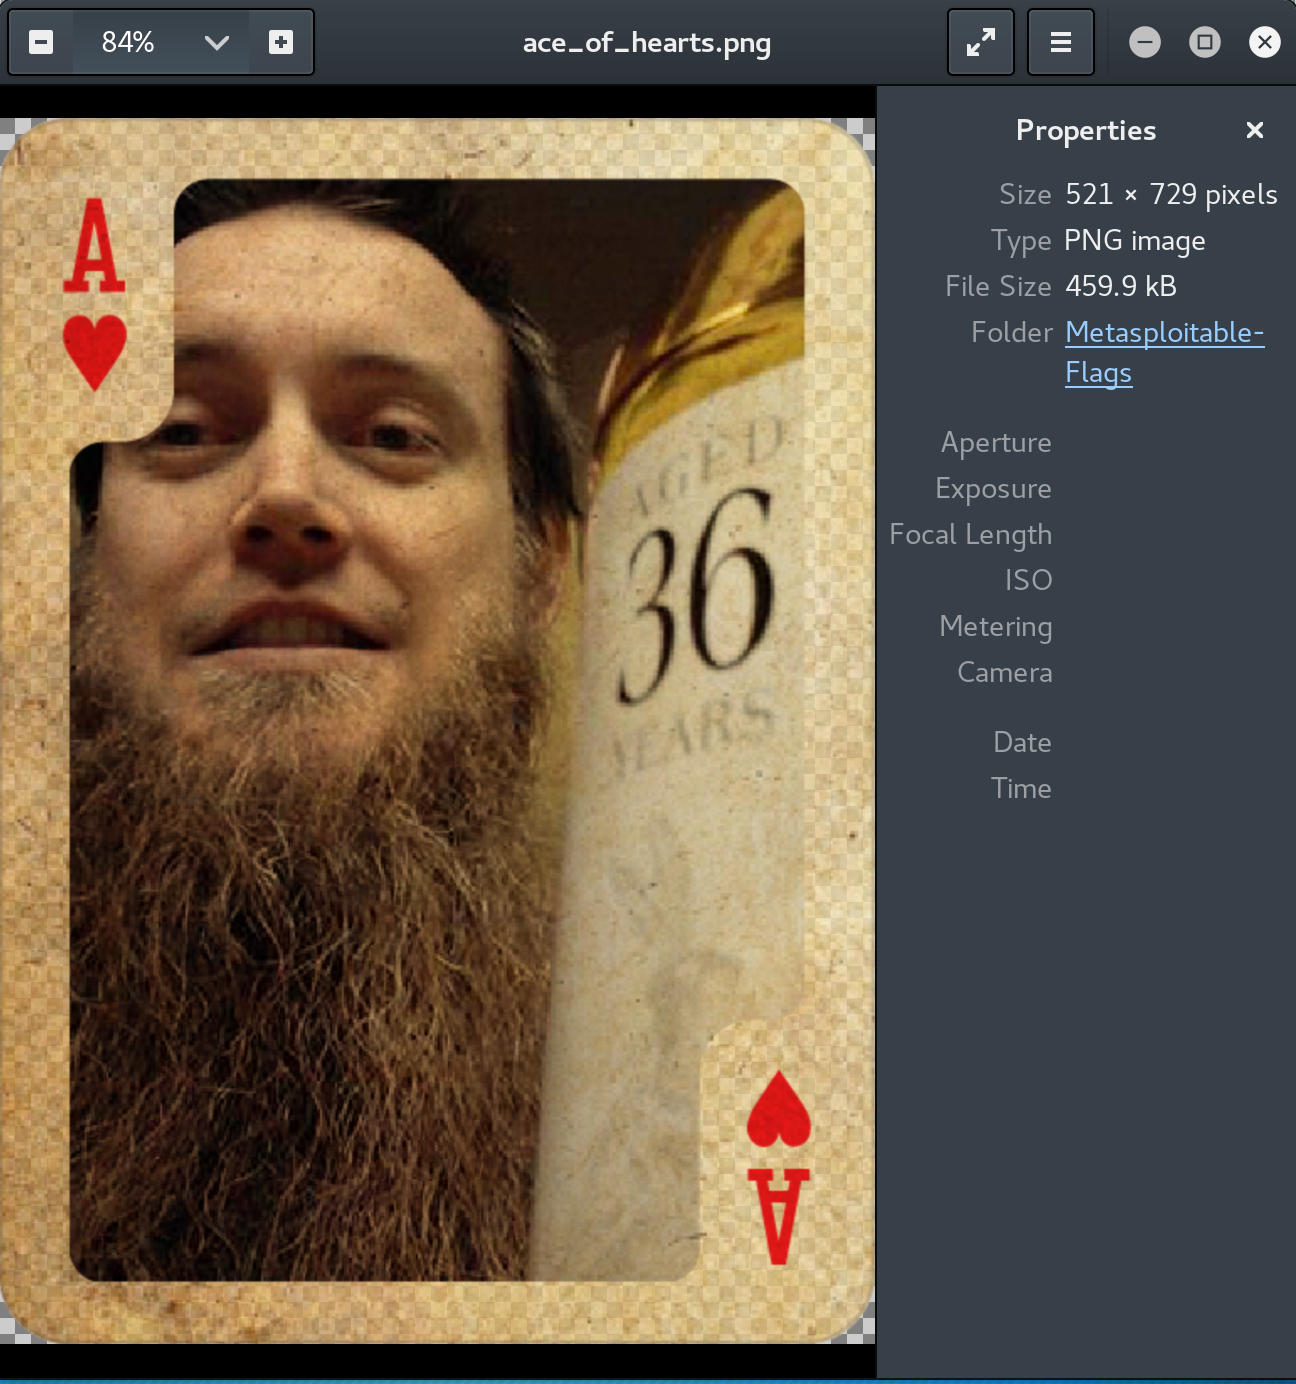 84%
ace_of_hearts.png
Properties
Size 521 × 729 pixels
Type PNG image
File Size 459.9 kB
Folder Metasploitable-
Flags
Aperture
Exposure
Focal Length
ISO
Metering
Camera
Date
Time
A
AGED
36
YEARS
A